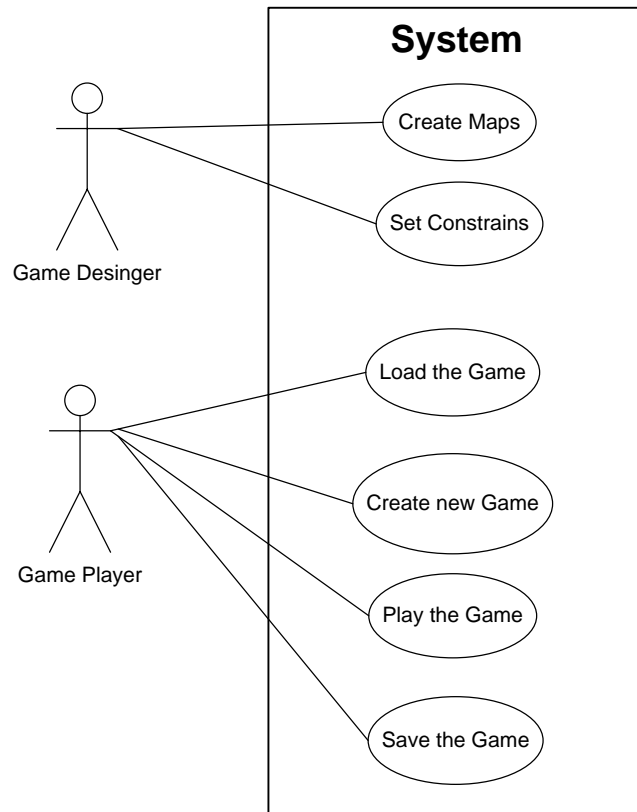 System
Create Maps
Set Constrains
Game Desinger
Load the Game
Create new Game
Game Player
Play the Game
Save the Game